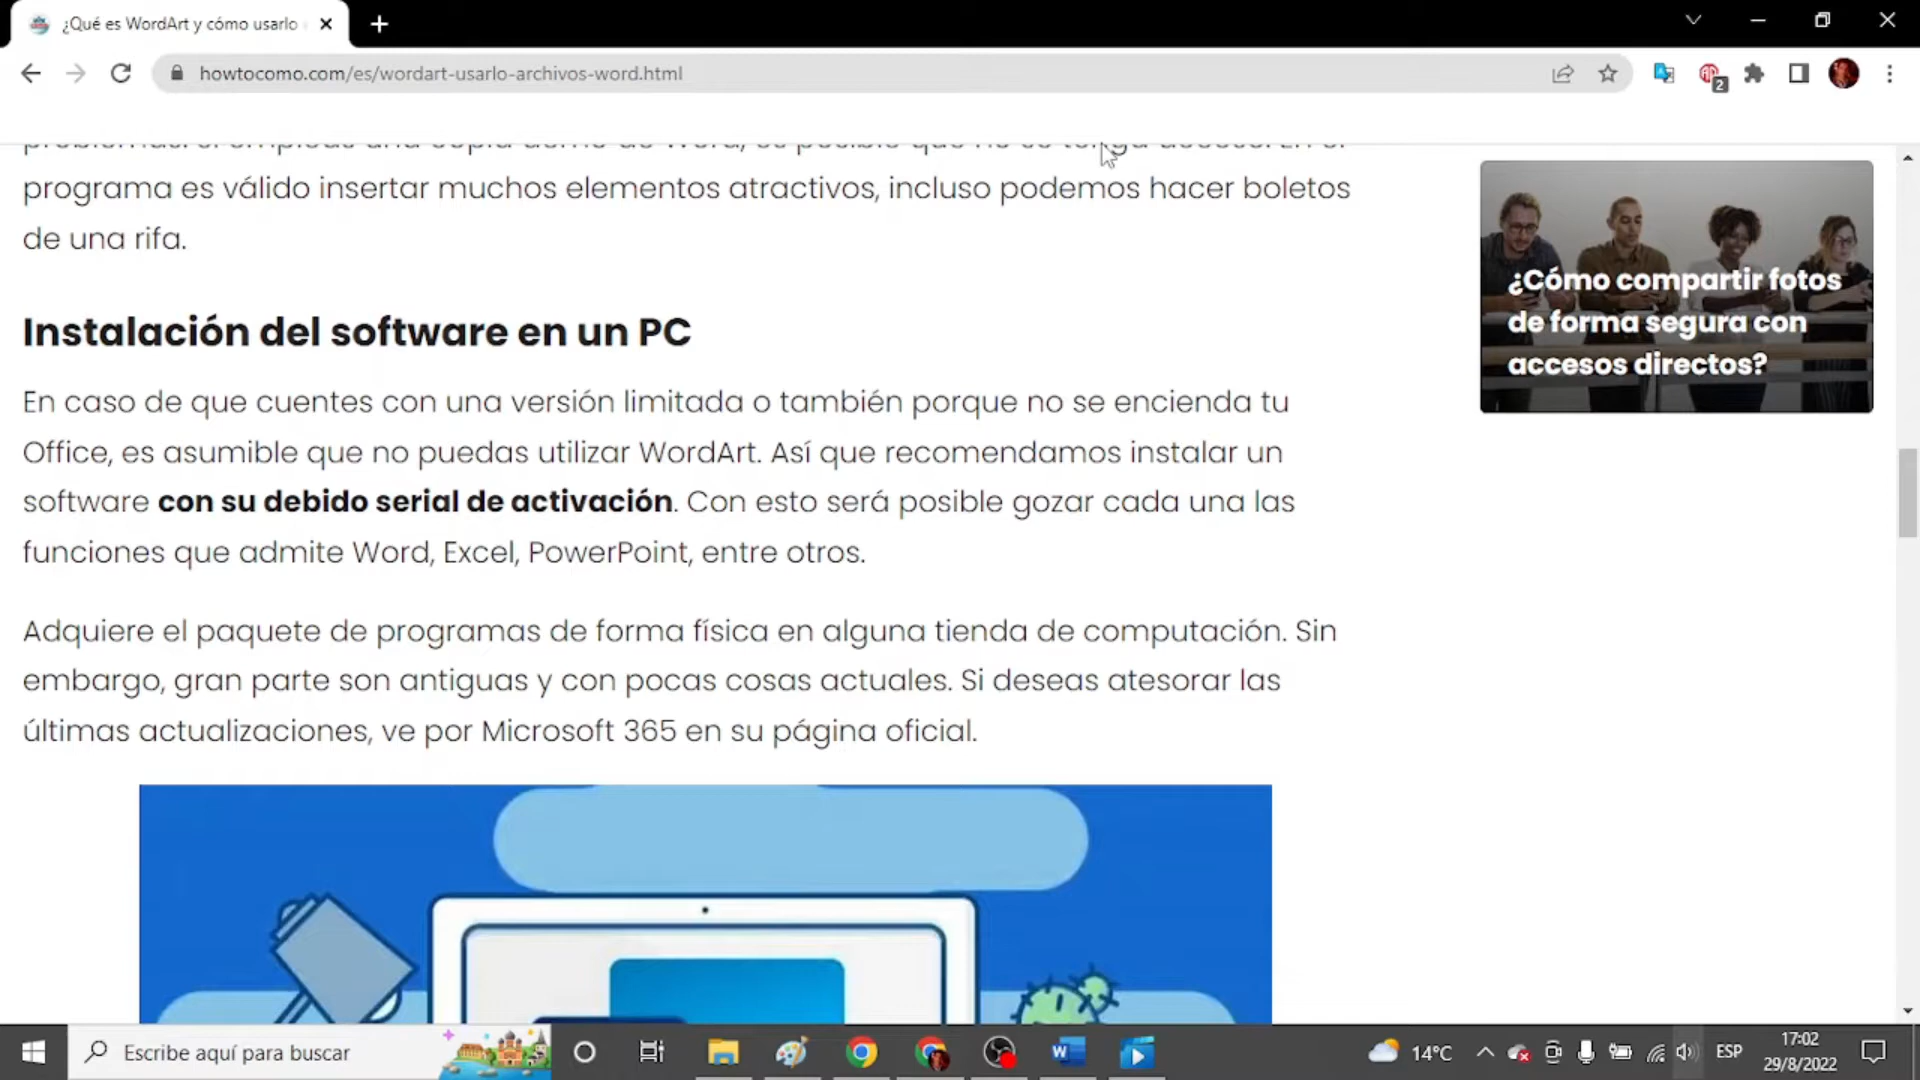 ¿Qué es WordArt y cómo usarlo
howtocomo.com/es/wordart-usarlo-archivos-word.html
2
programa es válido insertar muchos elementos atractivos, incluso podemos hacer boletos
de una rifa.
Instalación del software en un PC
En caso de que cuentes con una versión limitada o también porque no se encienda tu
Office, es asumible que no puedas utilizar WordArt. Así que recomendamos instalar un
software con su debido serial de activación. Con esto será posible gozar cada una las
funciones que admite Word, Excel, PowerPoint, entre otros.
Adquiere el paquete de programas de forma física en alguna tienda de computación. Sin
embargo, gran parte son antiguas y con pocas cosas actuales. Si deseas atesorar las
últimas actualizaciones, ve por Microsoft 365 en su página oficial.
¿Cómo compartir fotos
de forma segura con
accesos directos?
Escribe aquí para buscar
14°C
ESP
17:02
29/8/2022